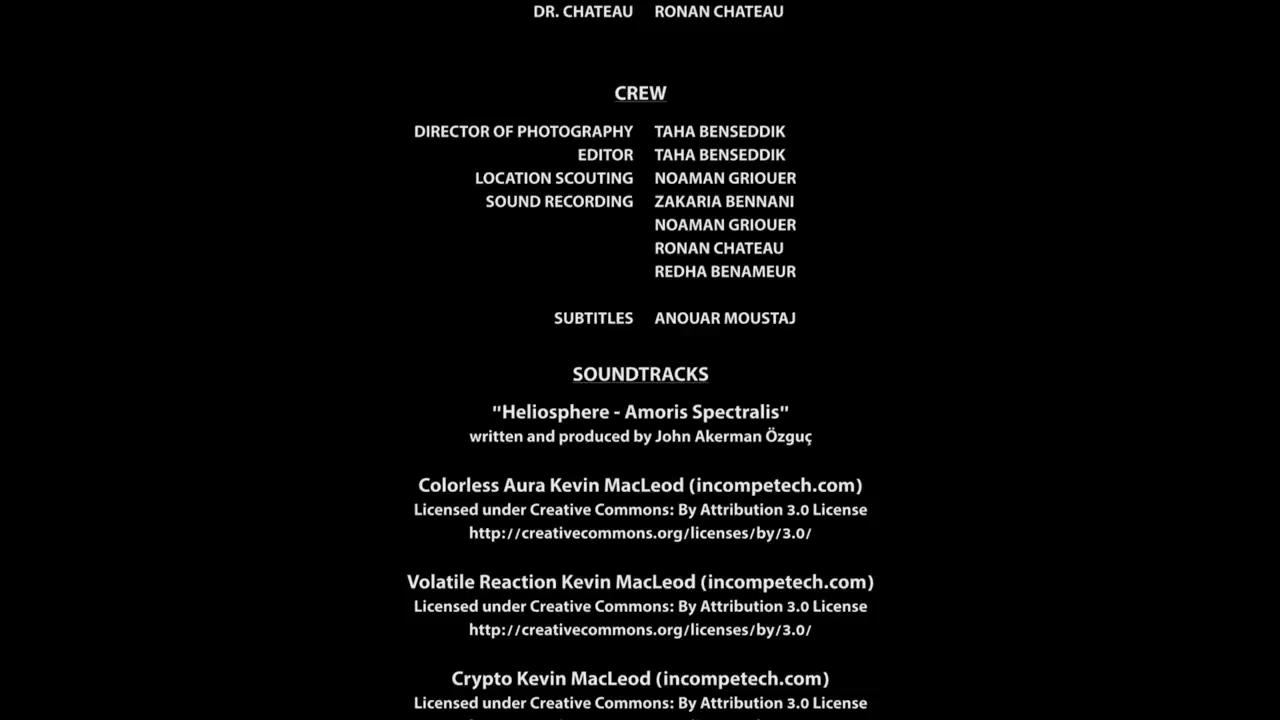 DR. CHATEAU RONAN CHATEAU
CREW
DIRECTOR OF PHOTOGRAPHY TAHA BENSEDDIK
EDITOR TAHA BENSEDDIK
LOCATION SCOUTING NOAMAN GRIOUER
SOUND RECORDING ZAKARIA BENNANI
NOAMAN GRIOUER
RONAN CHATEAU
REDHA BENAMEUR
SUBTITLES ANOUAR MOUSTAJ
SOUNDTRACKS
"Heliosphere - Amoris Spectralis"
written and produced by John Akerman Özguç
Colorless Aura Kevin MacLeod (incompetech.com)
Licensed under Creative Commons: By Attribution 3.0 License
http://creativecommons.org/licenses/by/3.0/
Volatile Reaction Kevin MacLeod (incompetech.com)
Licensed under Creative Commons: By Attribution 3.0 License
http://creativecommons.org/licenses/by/3.0/
Crypto Kevin MacLeod (incompetech.com)
Licensed under Creative Commons: By Attribution 3.0 License